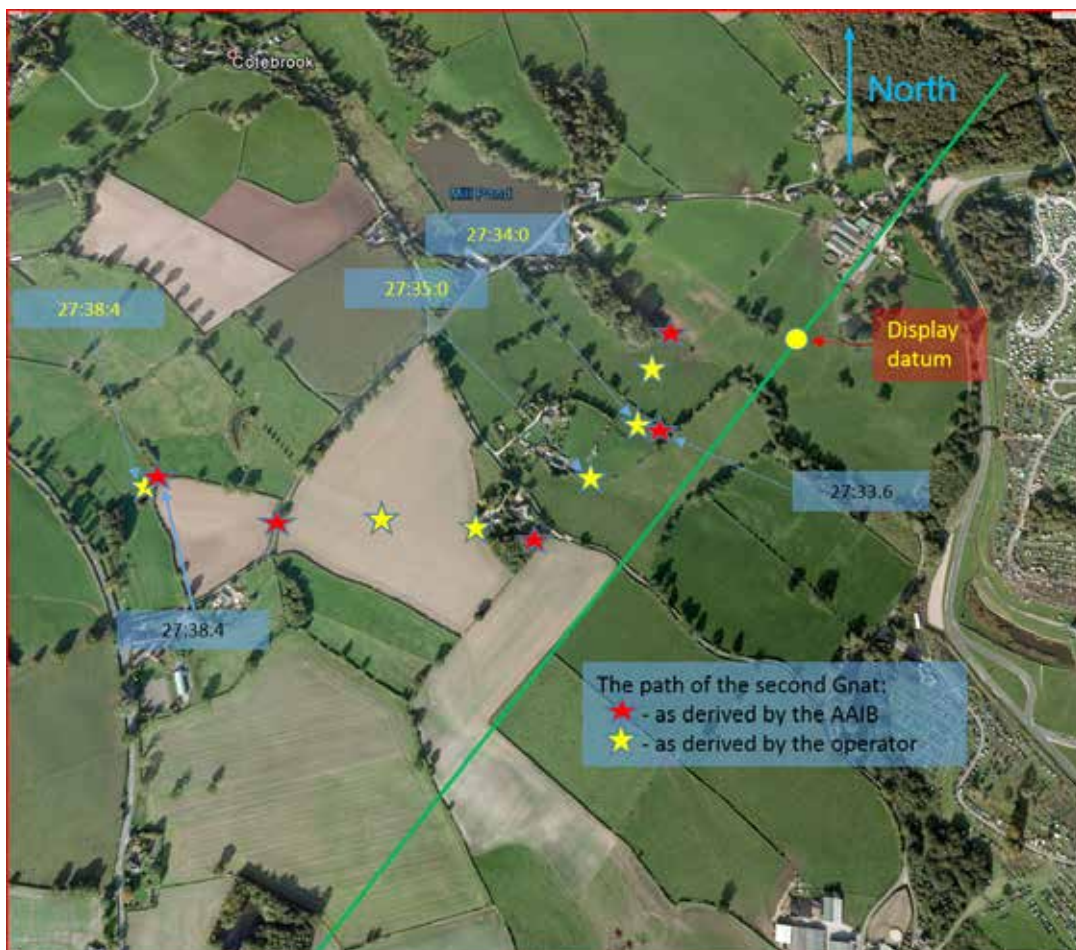 Cotebrook
North
Mill Pond
27:34:0
27:35:0
27:38:4
Display
datum
27:33.6
27:38.4
The path of the second Gnat:
- as derived by the AAIB
- as derived by the operator